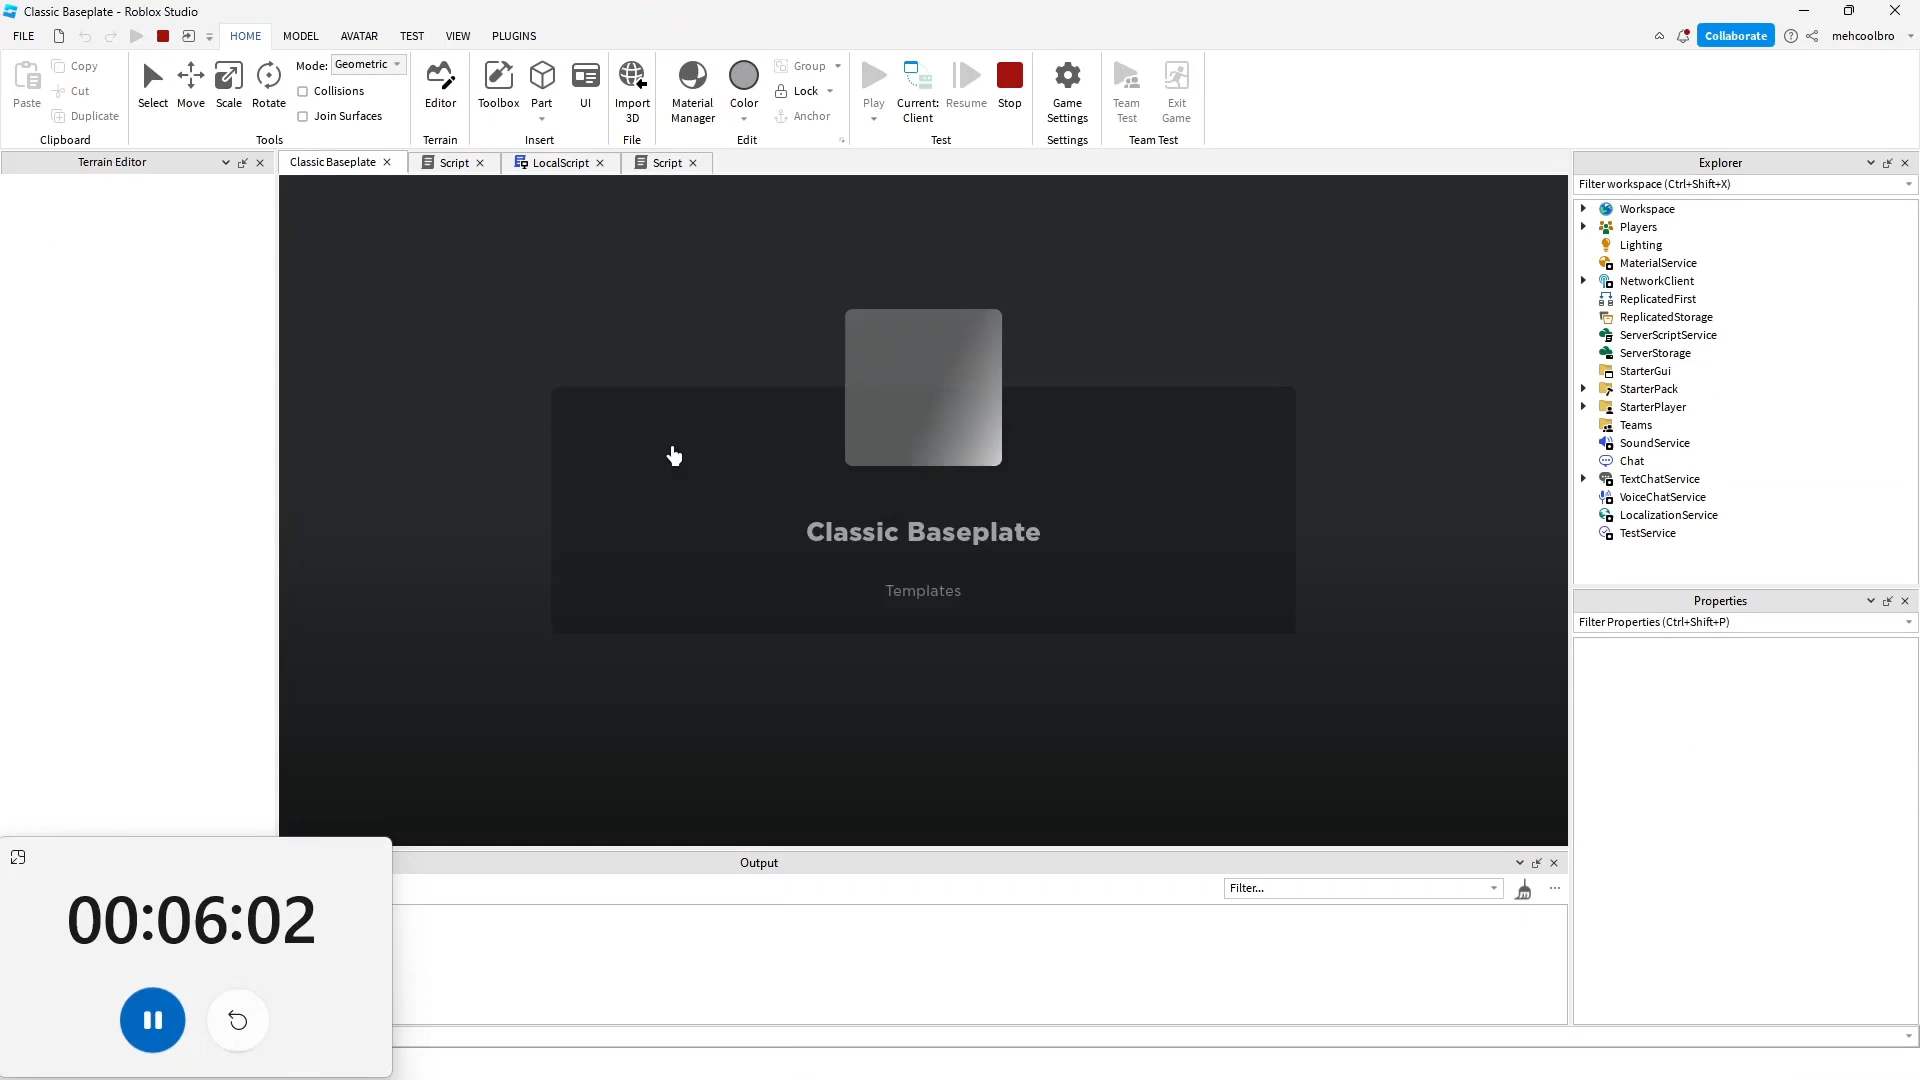 Classic Baseplate - Roblox Studio
FILE HOME MODEL AVATAR TEST VIEW PLUGINS
Collaborate mehcoolbro
Paste Copy Cut Duplicate
Clipboard
Select Move Scale Rotate
Mode: Geometric
Collisions
Join Surfaces
Tools
Editor
Terrain
Toolbox Part UI
Insert
Import 3D
File
Material Manager Color
Group Lock Anchor
Edit
Play Current: Client Resume Stop
Test
Game Settings
Settings
Team Test Exit Game
Team Test
Terrain Editor
Classic Baseplate Script LocalScript Script
Classic Baseplate
Templates
Explorer
Filter workspace (Ctrl+Shift+X)
Workspace
Players
Lighting
MaterialService
NetworkClient
ReplicatedFirst
ReplicatedStorage
ServerScriptService
ServerStorage
StarterGui
StarterPack
StarterPlayer
Teams
SoundService
Chat
TextChatService
VoiceChatService
LocalizationService
TestService
Properties
Filter Properties (Ctrl+Shift+P)
Output
Filter...
00:06:02